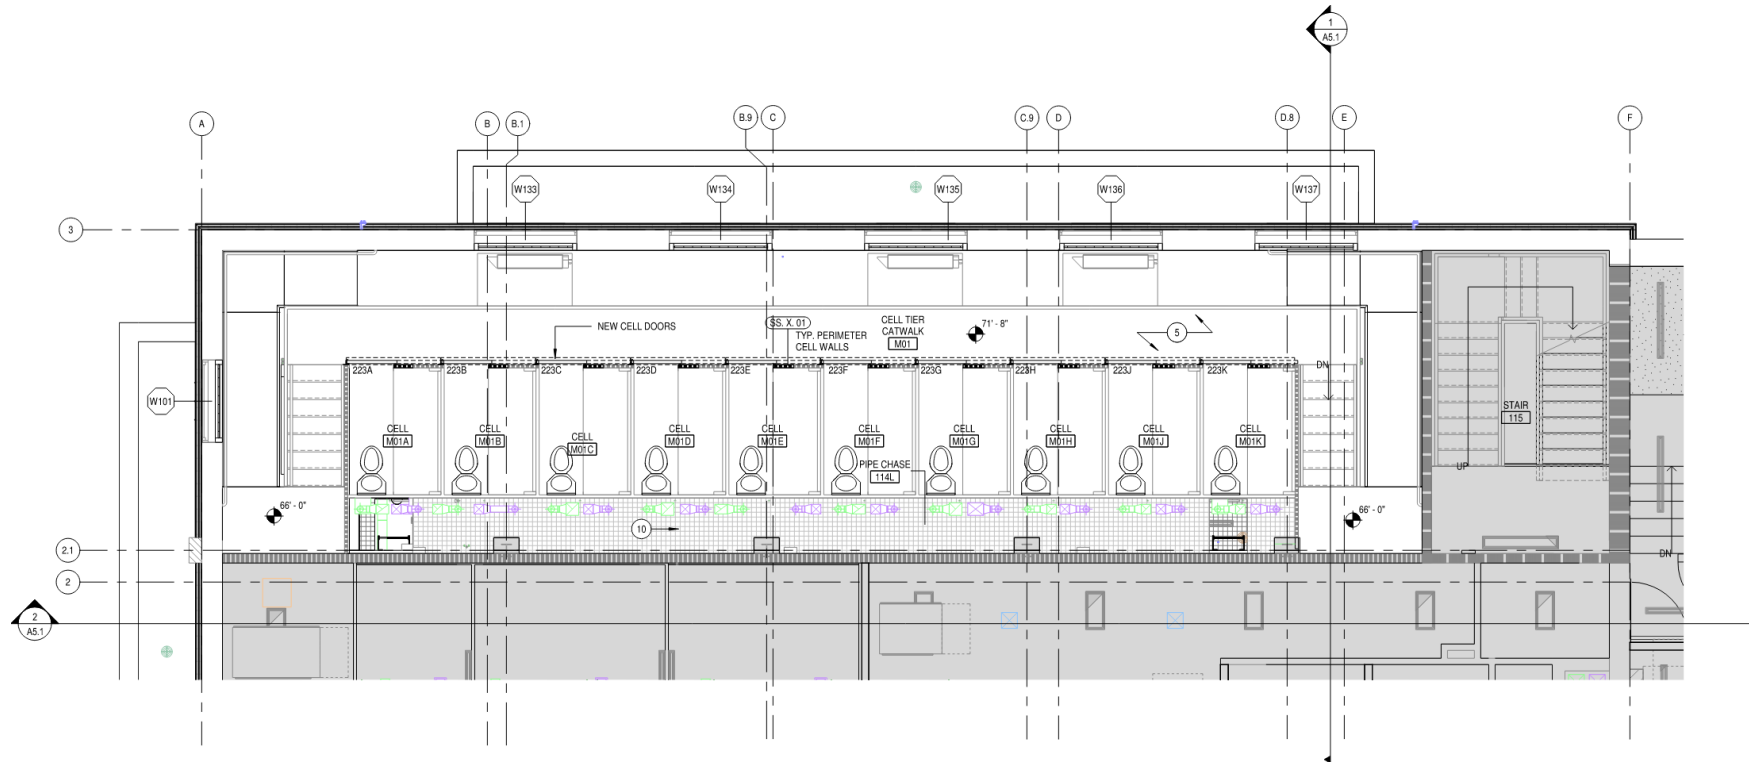 1
A5.1
A
B
B.1
B.9
C
C.9
D
D.8
E
F
W133
W134
W135
W136
W137
3
NEW CELL DOORS
SS. X. 01
TYP. PERIMETER
CELL WALLS
CELL TIER
CATWALK
M01
71' - 8"
5
223A
223B
223C
223D
223E
223F
223G
223H
223J
223K
DN
W101
CELL
M01A
CELL
M01B
CELL
M01C
CELL
M01D
CELL
M01E
CELL
M01F
CELL
M01G
CELL
M01H
CELL
M01J
CELL
M01K
STAIR
115
PIPE CHASE
114L
UP
66' - 0"
10
66' - 0"
2.1
DN
2
2
A5.1